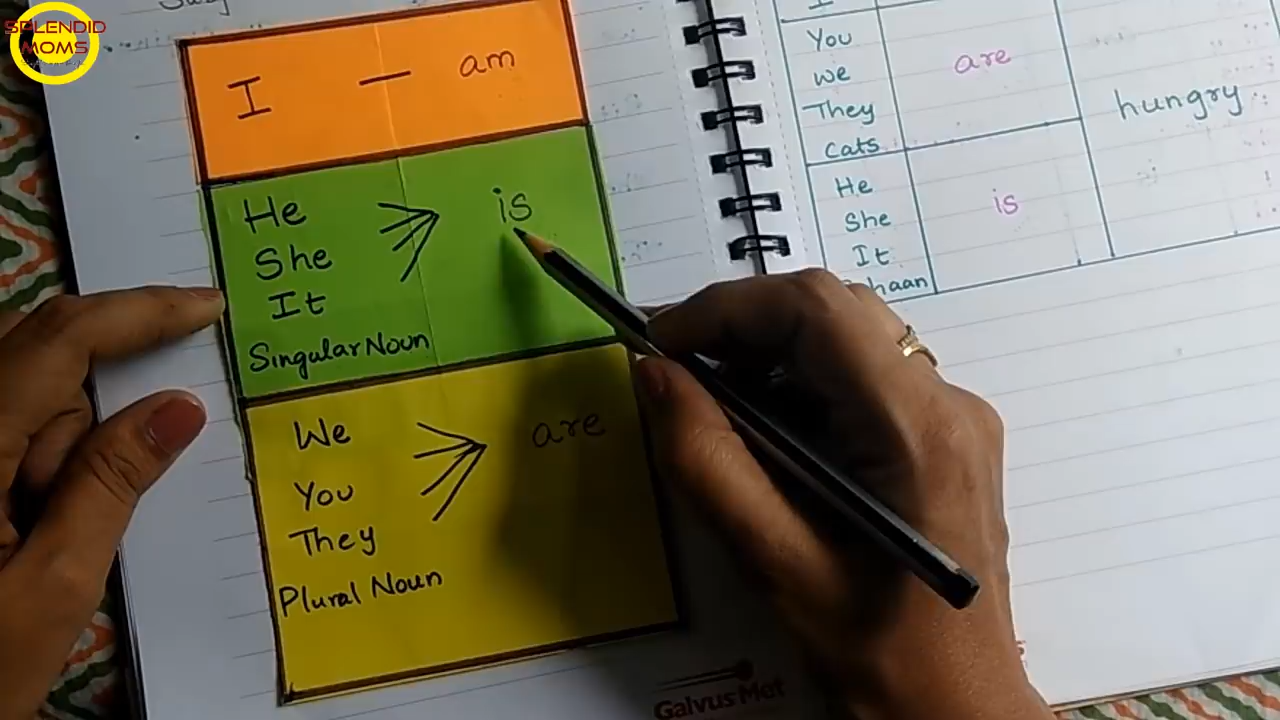 SPLENDID
MOMS
I — am
He
She
It
Singular Noun
is
We
You
They
Plural Noun
are
I
You
We
They
Cats
are
He
She
It
is
hungry
Galvus Met